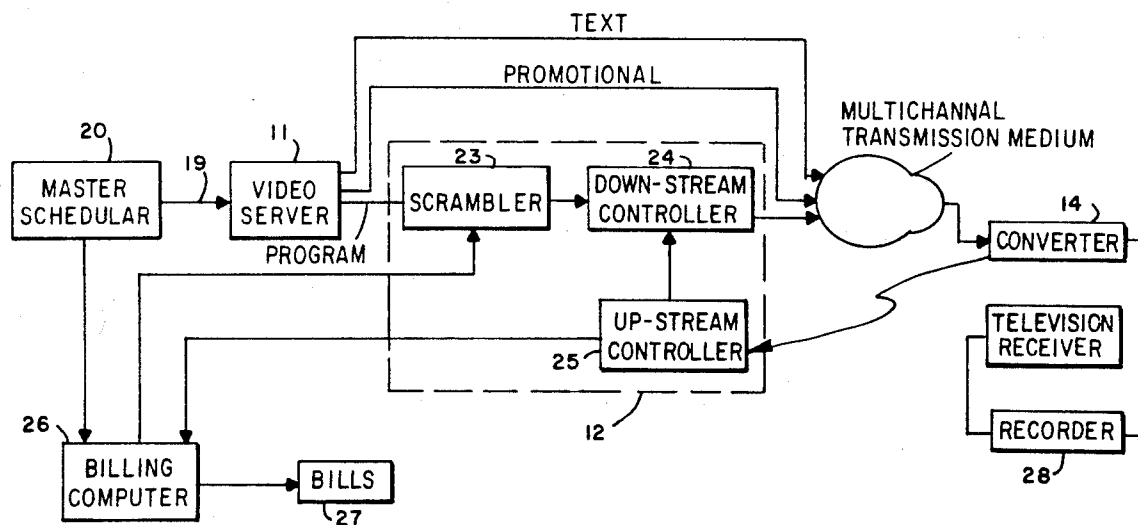 TEXT
PROMOTIONAL
MULTICHANNAL
TRANSMISSION MEDIUM
20
MASTER
SCHEDULAR
19
11
VIDEO
SERVER
PROGRAM
23
SCRAMBLER
24
DOWN-STREAM
CONTROLLER
14
CONVERTER
UP-STREAM
CONTROLLER
25
12
TELEVISION
RECEIVER
RECORDER
28
26
BILLING
COMPUTER
BILLS
27